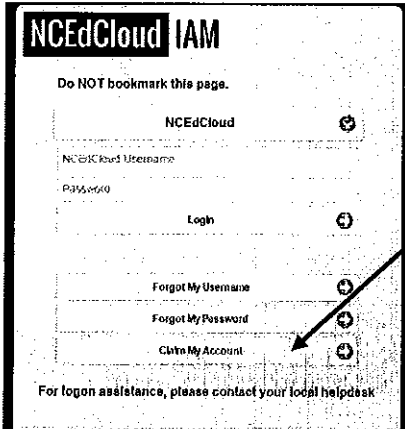 NCEdCloud IAM
Do NOT bookmark this page.
NCEdCloud
NCEdCloud Username
Password
Login
Forgot My Username
Forgot My Password
Claim My Account
For logon assistance, please contact your local helpdesk